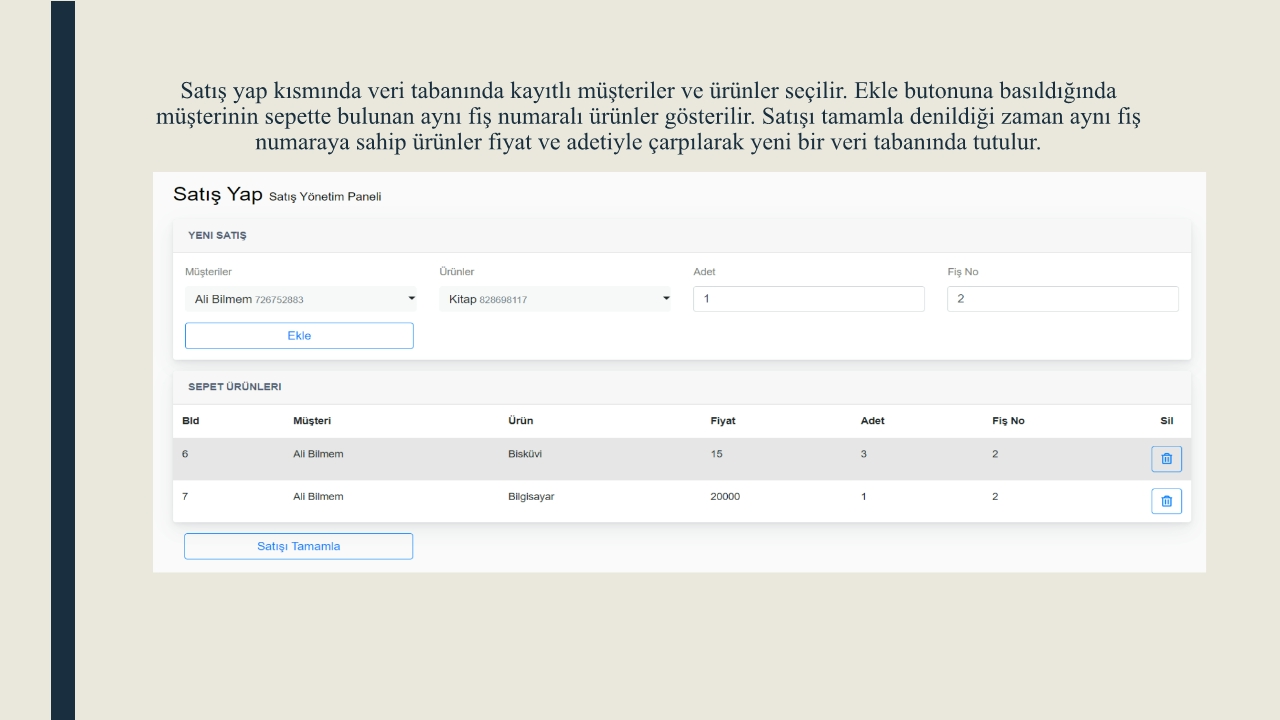 Satış yap kısmında veri tabanında kayıtlı müşteriler ve ürünler seçilir. Ekle butonuna basıldığında
müşterinin sepette bulunan aynı fiş numaralı ürünler gösterilir. Satışı tamamla denildiği zaman aynı fiş
numaraya sahip ürünler fiyat ve adetiyle çarpılarak yeni bir veri tabanında tutulur.
Satış Yap Satış Yönetim Paneli
YENI SATIŞ
Müşteriler Ürünler Adet Fiş No
Ali Bilmem 726752883 Kitap 828698117 1 2
Ekle
SEPET ÜRÜNLERI
BId Müşteri Ürün Fiyat Adet Fiş No Sil
6 Ali Bilmem Bisküvi 15 3 2
7 Ali Bilmem Bilgisayar 20000 1 2
Satışı Tamamla